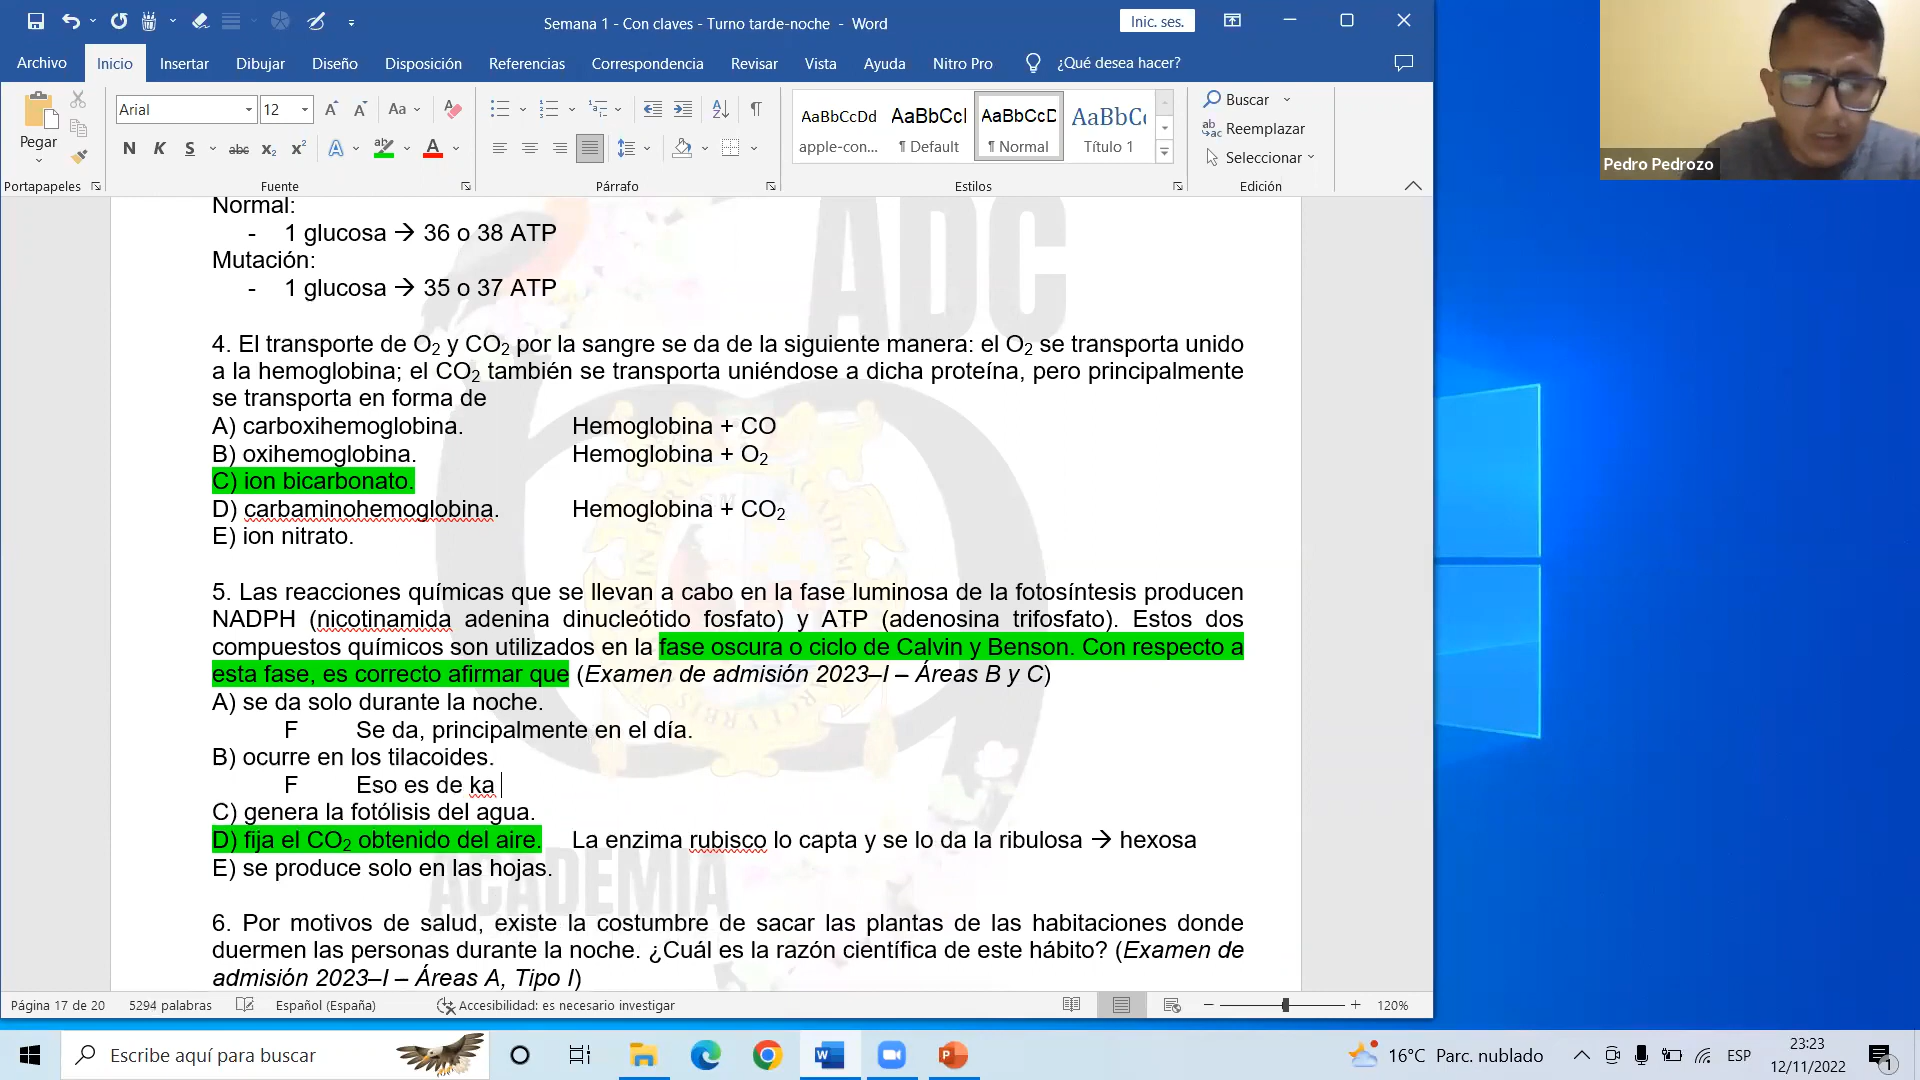 Semana 1 - Con claves - Turno tarde-noche - Word
Inic. ses.
Archivo Inicio Insertar Dibujar Diseño Disposición Referencias Correspondencia Revisar Vista Ayuda Nitro Pro ¿Qué desea hacer?
Pegar
Arial 12 Aa
N K S abc x2 x2 A A
AaBbCcDd AaBbCcI AaBbCcD AaBbCc
apple-con... ¶ Default ¶ Normal Título 1
Buscar
Reemplazar
Seleccionar
Portapapeles Fuente Párrafo Estilos Edición
Pedro Pedrozo
ADC
Normal:
- 1 glucosa → 36 o 38 ATP
Mutación:
- 1 glucosa → 35 o 37 ATP
4. El transporte de O2 y CO2 por la sangre se da de la siguiente manera: el O2 se transporta unido
a la hemoglobina; el CO2 también se transporta uniéndose a dicha proteína, pero principalmente
se transporta en forma de
A) carboxihemoglobina. Hemoglobina + CO
B) oxihemoglobina. Hemoglobina + O2
C) ion bicarbonato.
D) carbaminohemoglobina. Hemoglobina + CO2
E) ion nitrato.
5. Las reacciones químicas que se llevan a cabo en la fase luminosa de la fotosíntesis producen
NADPH (nicotinamida adenina dinucleótido fosfato) y ATP (adenosina trifosfato). Estos dos
compuestos químicos son utilizados en la fase oscura o ciclo de Calvin y Benson. Con respecto a
esta fase, es correcto afirmar que (Examen de admisión 2023–I – Áreas B y C)
A) se da solo durante la noche.
F Se da, principalmente en el día.
B) ocurre en los tilacoides.
F Eso es de ka
C) genera la fotólisis del agua.
D) fija el CO2 obtenido del aire. La enzima rubisco lo capta y se lo da la ribulosa → hexosa
E) se produce solo en las hojas.
ACADEMIA
6. Por motivos de salud, existe la costumbre de sacar las plantas de las habitaciones donde
duermen las personas durante la noche. ¿Cuál es la razón científica de este hábito? (Examen de
admisión 2023–I – Áreas A, Tipo I)
Página 17 de 20 5294 palabras Español (España) Accesibilidad: es necesario investigar 120%
Escribe aquí para buscar
16°C Parc. nublado
ESP
23:23
12/11/2022
1